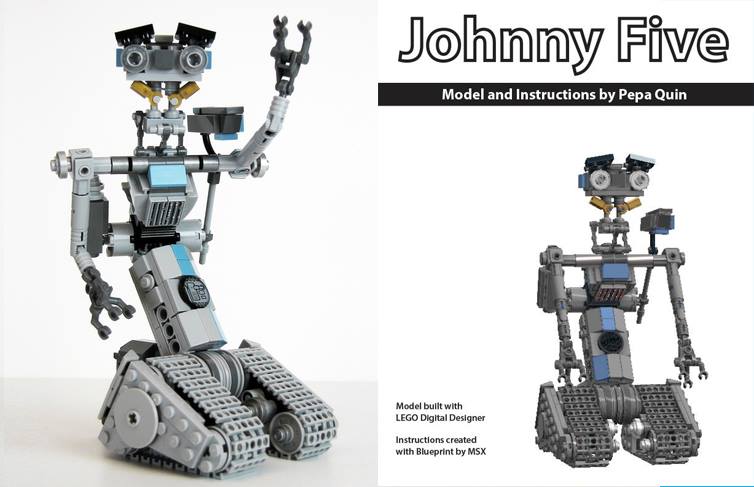 Johnny Five
Model and Instructions by Pepa Quin
Model built with
LEGO Digital Designer
Instructions created
with Blueprint by MSX